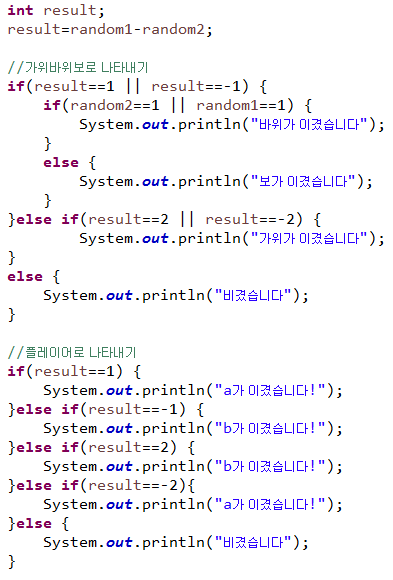 int result;
result=random1-random2;

//가위바위보로 나타내기
if(result==1 || result==-1) {
    if(random2==1 || random1==1) {
        System.out.println("바위가 이겼습니다");
    }
    else {
        System.out.println("보가 이겼습니다");
    }
}else if(result==2 || result==-2) {
        System.out.println("가위가 이겼습니다");
}
else {
    System.out.println("비겼습니다");
}

//플레이어로 나타내기
if(result==1) {
    System.out.println("a가 이겼습니다!");
}else if(result==-1) {
    System.out.println("b가 이겼습니다!");
}else if(result==2) {
    System.out.println("b가 이겼습니다!");
}else if(result==-2){
    System.out.println("a가 이겼습니다!");
}else {
    System.out.println("비겼습니다");
}